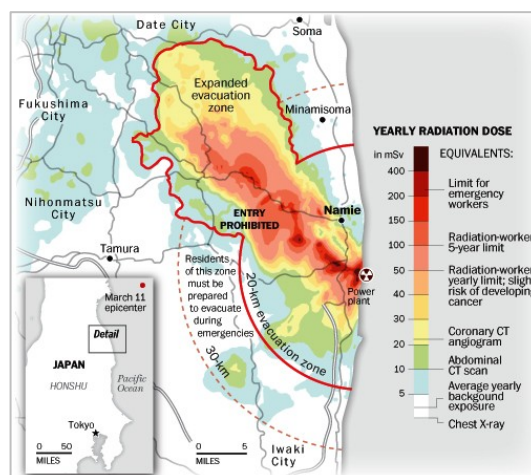 Date City
Soma
Expanded
evacuation
zone
Fukushima
City
Minamisoma
Nihonmatsu
City
ENTRY
PROHIBITED
Namie
Tamura
Residents
of this zone
must be
prepared
to evacuate
during
emergencies
20-km evacuation zone
30-km
Power
plant
Iwaki
City
0
5
MILES
March 11
epicenter
Detail
JAPAN
HONSHU
Pacific
Ocean
Tokyo
0
50
MILES
YEARLY RADIATION DOSE
in mSv
EQUIVALENTS:
400
200
150
100
50
40
30
20
10
5
Limit for
emergency
workers
Radiation-worker
5-year limit
Radiation-worker
yearly limit; slight
risk of developing
cancer
Coronary CT
angiogram
Abdominal
CT scan
Average yearly
backgound
exposure
Chest X-ray